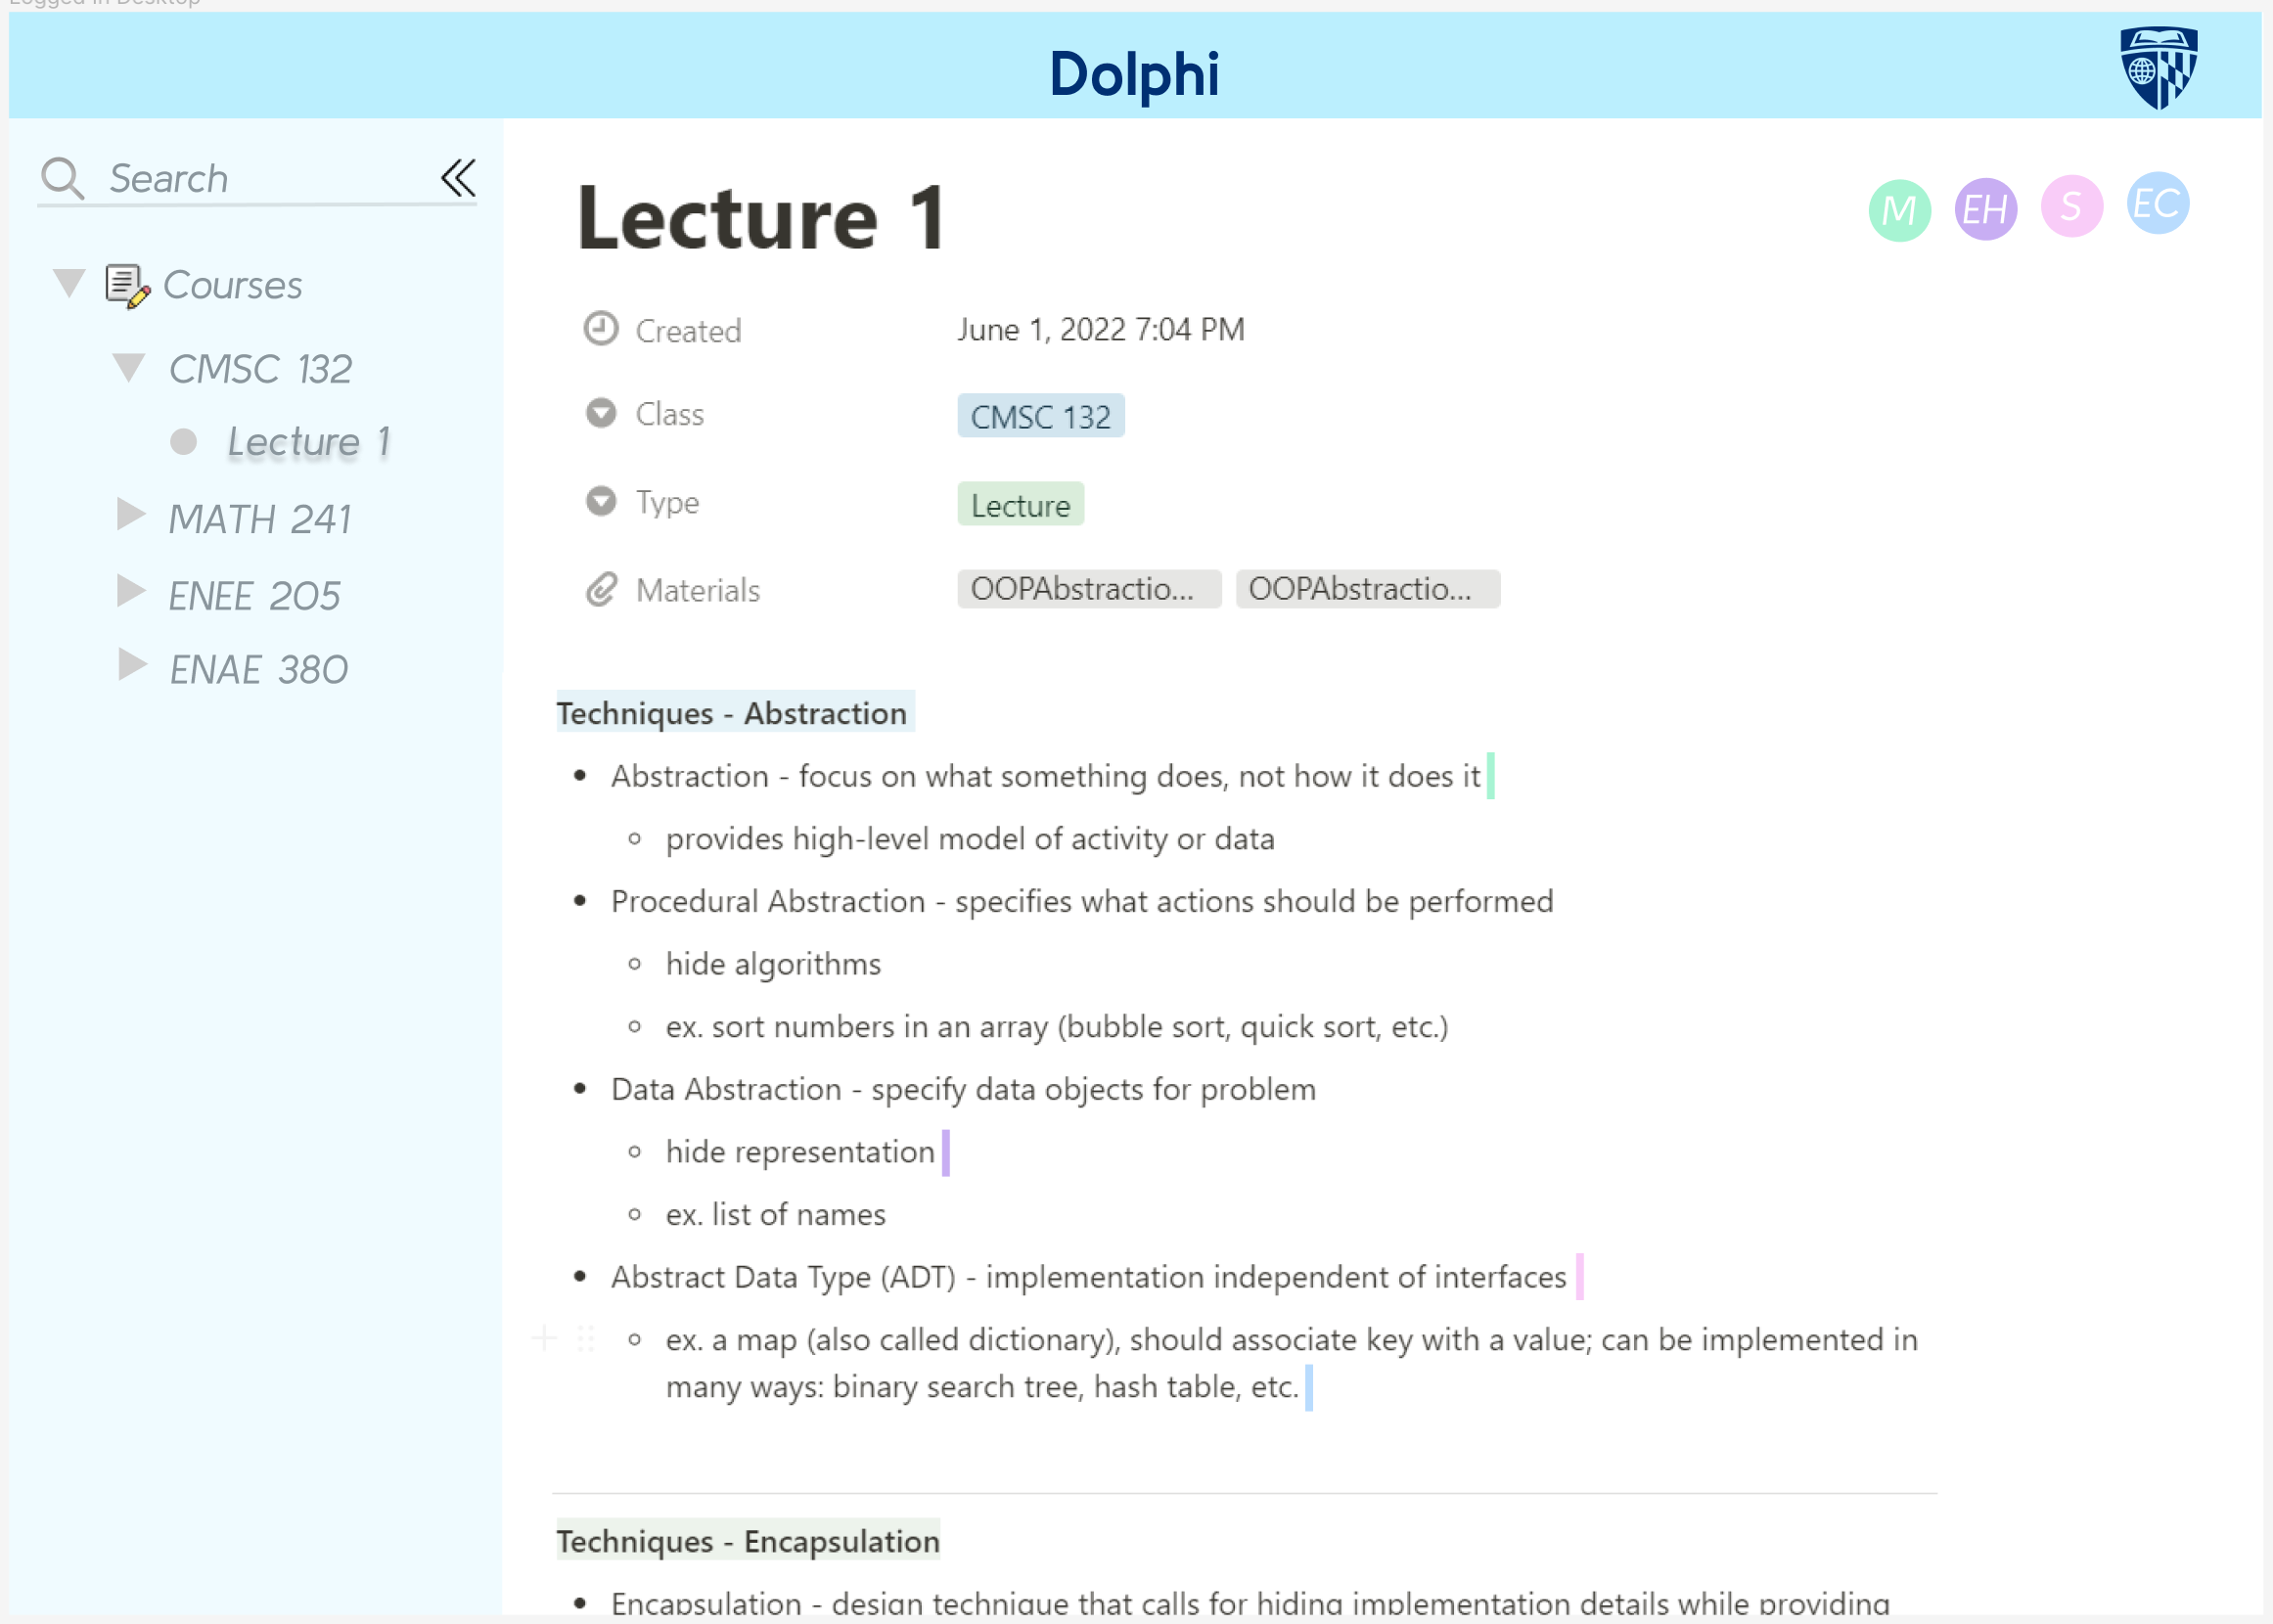 Logged in Desktop
Dolphi
Search
Courses
CMSC 132
Lecture 1
MATH 241
ENEE 205
ENAE 380
Lecture 1
M EH S EC
Created June 1, 2022 7:04 PM
Class CMSC 132
Type Lecture
Materials OOPAbstractio... OOPAbstractio...
Techniques - Abstraction
• Abstraction - focus on what something does, not how it does it
◦ provides high-level model of activity or data
• Procedural Abstraction - specifies what actions should be performed
◦ hide algorithms
◦ ex. sort numbers in an array (bubble sort, quick sort, etc.)
• Data Abstraction - specify data objects for problem
◦ hide representation
◦ ex. list of names
• Abstract Data Type (ADT) - implementation independent of interfaces
◦ ex. a map (also called dictionary), should associate key with a value; can be implemented in
many ways: binary search tree, hash table, etc.
Techniques - Encapsulation
• Encapsulation - design technique that calls for hiding implementation details while providing